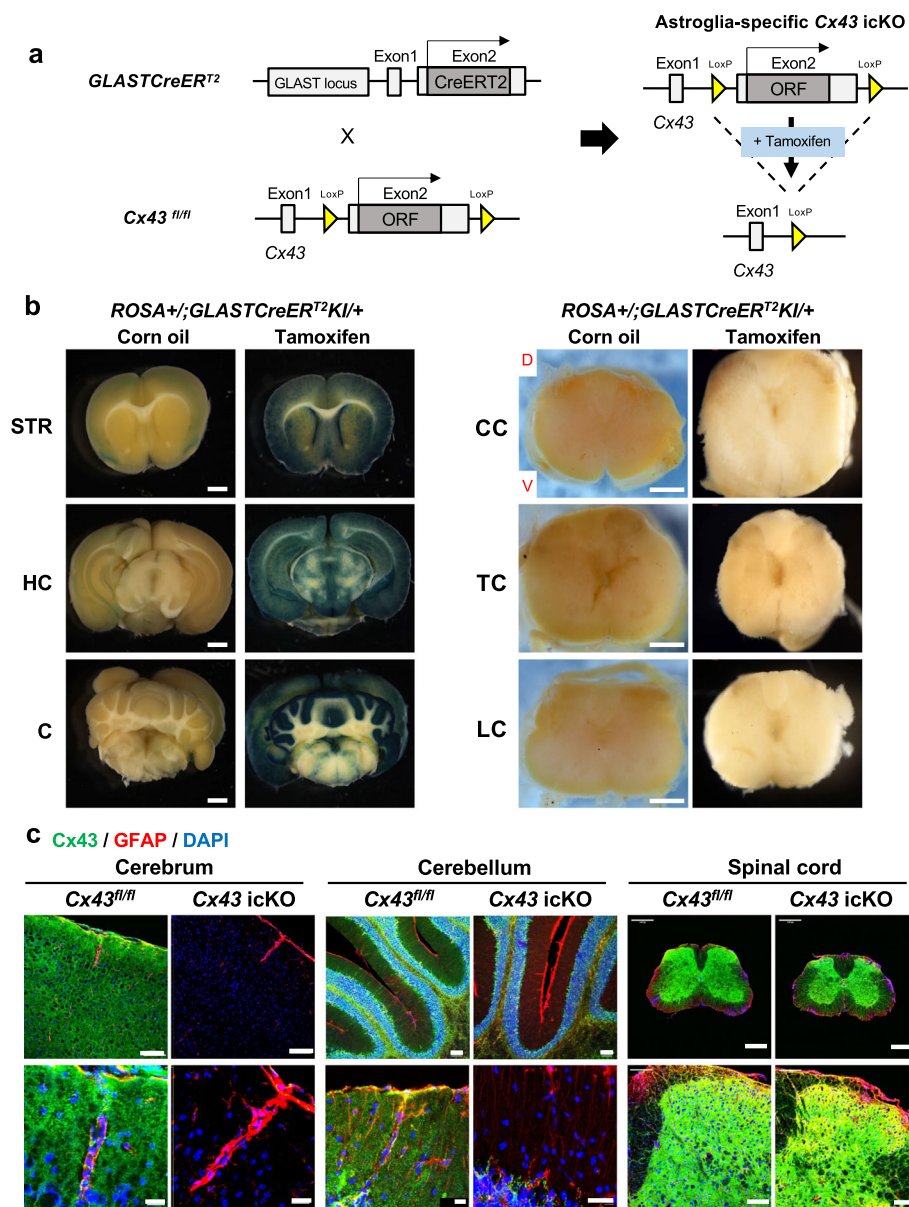 a
Astroglia-specific Cx43 icKO
GLASTCreERT2
GLAST locus
Exon1
Exon2
CreERT2
X
Cx43 fl/fl
Exon1
LoxP
Exon2
ORF
LoxP
Cx43
Exon1
LoxP
Exon2
ORF
LoxP
Cx43
+ Tamoxifen
Exon1
LoxP
Cx43
b
ROSA+/;GLASTCreERT2KI/+
Corn oil
Tamoxifen
STR
HC
C
ROSA+/;GLASTCreERT2KI/+
Corn oil
Tamoxifen
D
V
CC
TC
LC
c
Cx43 / GFAP / DAPI
Cerebrum
Cerebellum
Spinal cord
Cx43fl/fl
Cx43 icKO
Cx43fl/fl
Cx43 icKO
Cx43fl/fl
Cx43 icKO